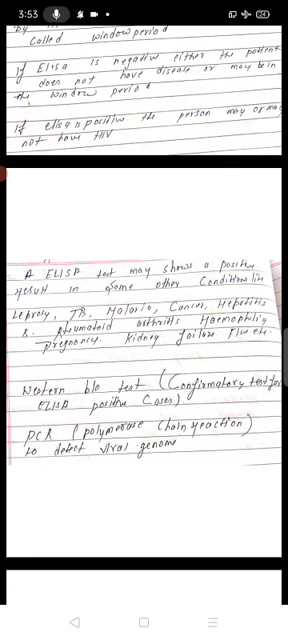 3:53
24
by
called window period
If Elisa is negative either the patient
does not have disease or may be in
the window period
If elisa is positive the person may or may
not have HIV
A ELISA test may shows a positive
result in some other Conditions like
Leprosy, TB, Malaria, Cancer, Hepatitis
B. Rheumatoid arthritis Haemophilia
pregnancy. Kidney failure Flu etc.
Western blo test (Confirmatory test for
ELISA positive Cases)
PCR (polymerase Chain reaction)
to detect viral genome